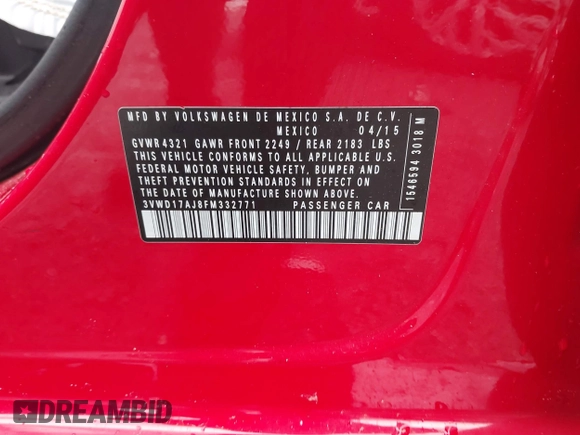 MFD BY VOLKSWAGEN DE MEXICO S.A. DE C.V.
MEXICO 04/15
GVWR 4321 GAWR FRONT 2249 / REAR 2183 LBS
THIS VEHICLE CONFORMS TO ALL APPLICABLE U.S.
FEDERAL MOTOR VEHICLE SAFETY, BUMPER AND
THEFT PREVENTION STANDARDS IN EFFECT ON
THE DATE OF MANUFACTURE SHOWN ABOVE.
3VWD17AJ8FM332771 PASSENGER CAR
1546594 3018 M
DREAMBID